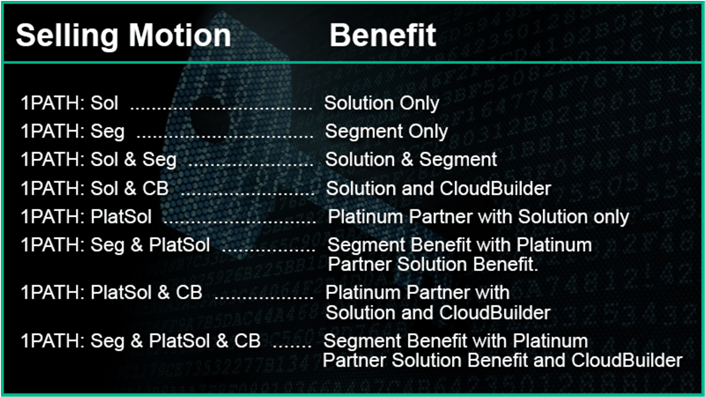 Selling Motion Benefit
1PATH: Sol ................................ Solution Only
1PATH: Seg ............................... Segment Only
1PATH: Sol & Seg ...................... Solution & Segment
1PATH: Sol & CB ........................ Solution and CloudBuilder
1PATH: PlatSol ........................... Platinum Partner with Solution only
1PATH: Seg & PlatSol ................ Segment Benefit with Platinum
Partner Solution Benefit.
1PATH: PlatSol & CB ................. Platinum Partner with
Solution and CloudBuilder
1PATH: Seg & PlatSol & CB ....... Segment Benefit with Platinum
Partner Solution Benefit and CloudBuilder